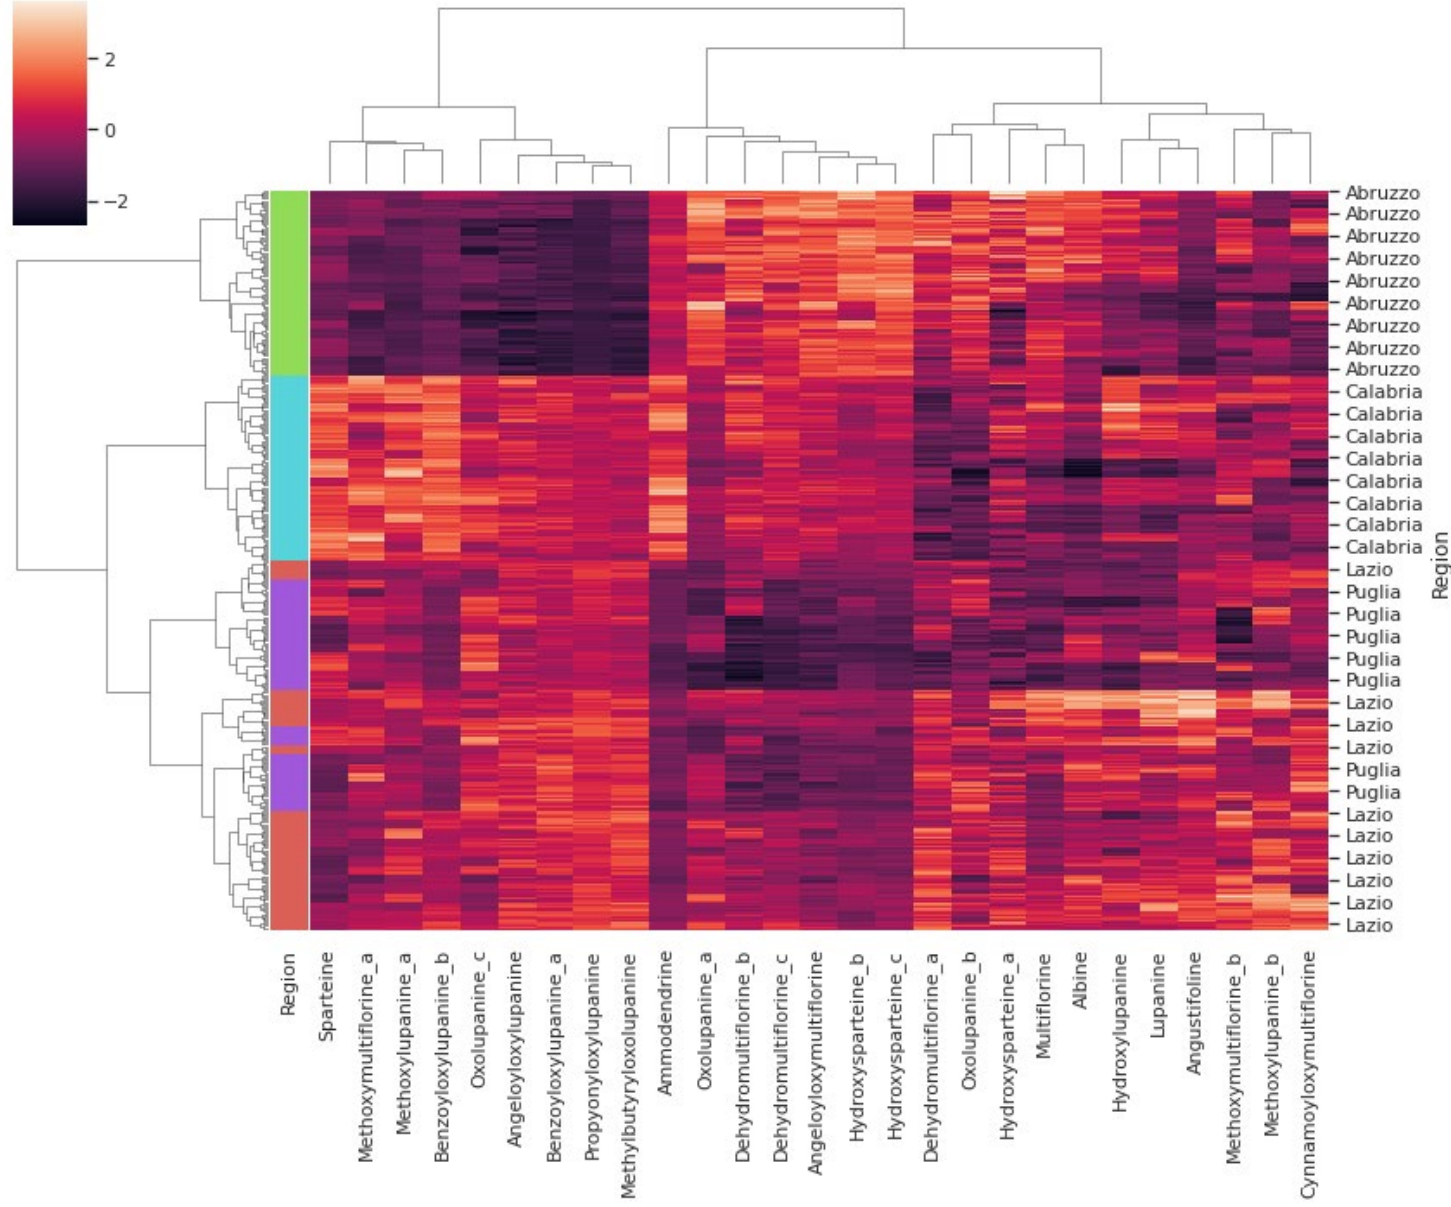 2
0
−2
Abruzzo
Abruzzo
Abruzzo
Abruzzo
Abruzzo
Abruzzo
Abruzzo
Abruzzo
Abruzzo
Calabria
Calabria
Calabria
Calabria
Calabria
Calabria
Calabria
Calabria
Lazio
Puglia
Puglia
Puglia
Puglia
Puglia
Lazio
Lazio
Lazio
Puglia
Puglia
Lazio
Lazio
Lazio
Lazio
Lazio
Lazio
Region
Region
Sparteine
Methoxymultiflorine_a
Methoxylupanine_a
Benzoyloxylupanine_b
Oxolupanine_c
Angeloyloxylupanine
Benzoyloxylupanine_a
Propyonyloxylupanine
Methylbutyryloxolupanine
Ammodendrine
Oxolupanine_a
Dehydromultiflorine_b
Dehydromultiflorine_c
Angeloyloxymultiflorine
Hydroxysparteine_b
Hydroxysparteine_c
Dehydromultiflorine_a
Oxolupanine_b
Hydroxysparteine_a
Multiflorine
Albine
Hydroxylupanine
Lupanine
Angustifoline
Methoxymultiflorine_b
Methoxylupanine_b
Cynnamoyloxymultiflorine